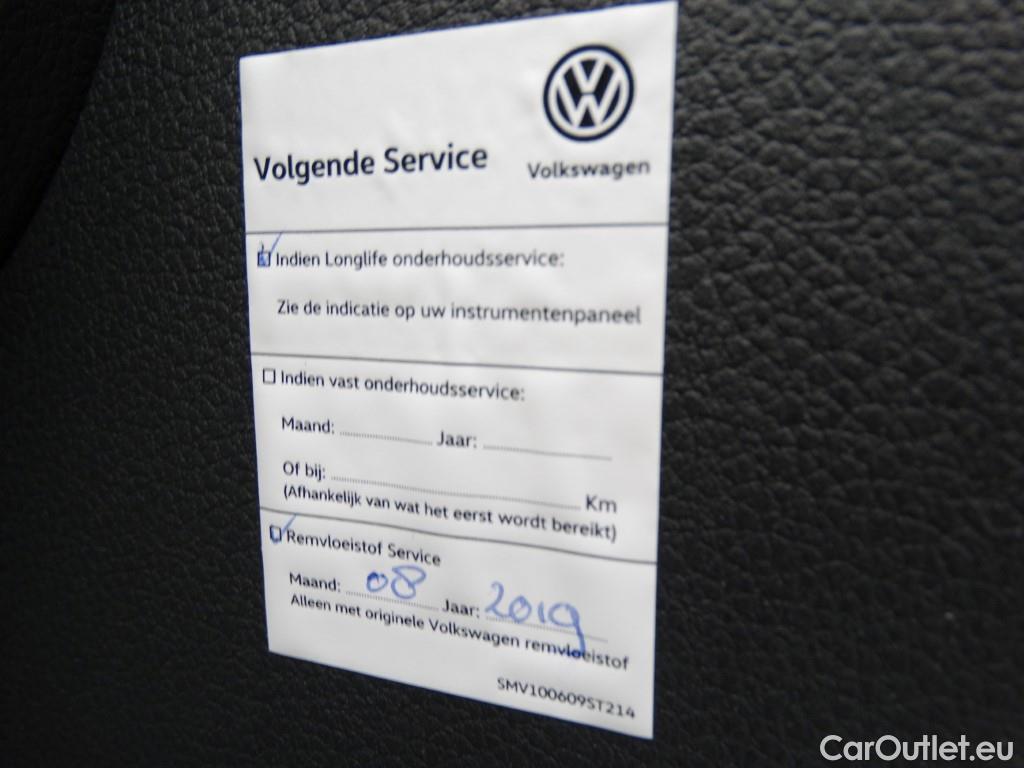 Volgende Service
Volkswagen
Indien Longlife onderhoudsservice:
Zie de indicatie op uw instrumentenpaneel
Indien vast onderhoudsservice:
Maand: Jaar:
Of bij: Km
(Afhankelijk van wat het eerst wordt bereikt)
Remvloeistof Service
Maand: 08 Jaar: 2019
Alleen met originele Volkswagen remvloeistof
SMV100609ST214
CarOutlet.eu